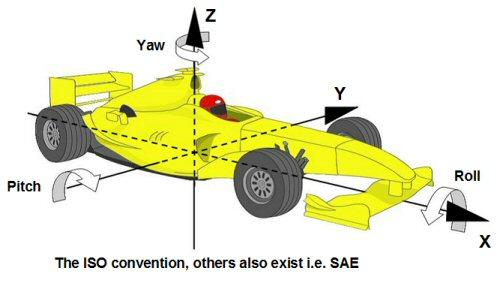 Z
Yaw
Y
Pitch
Roll
X
The ISO convention, others also exist i.e. SAE